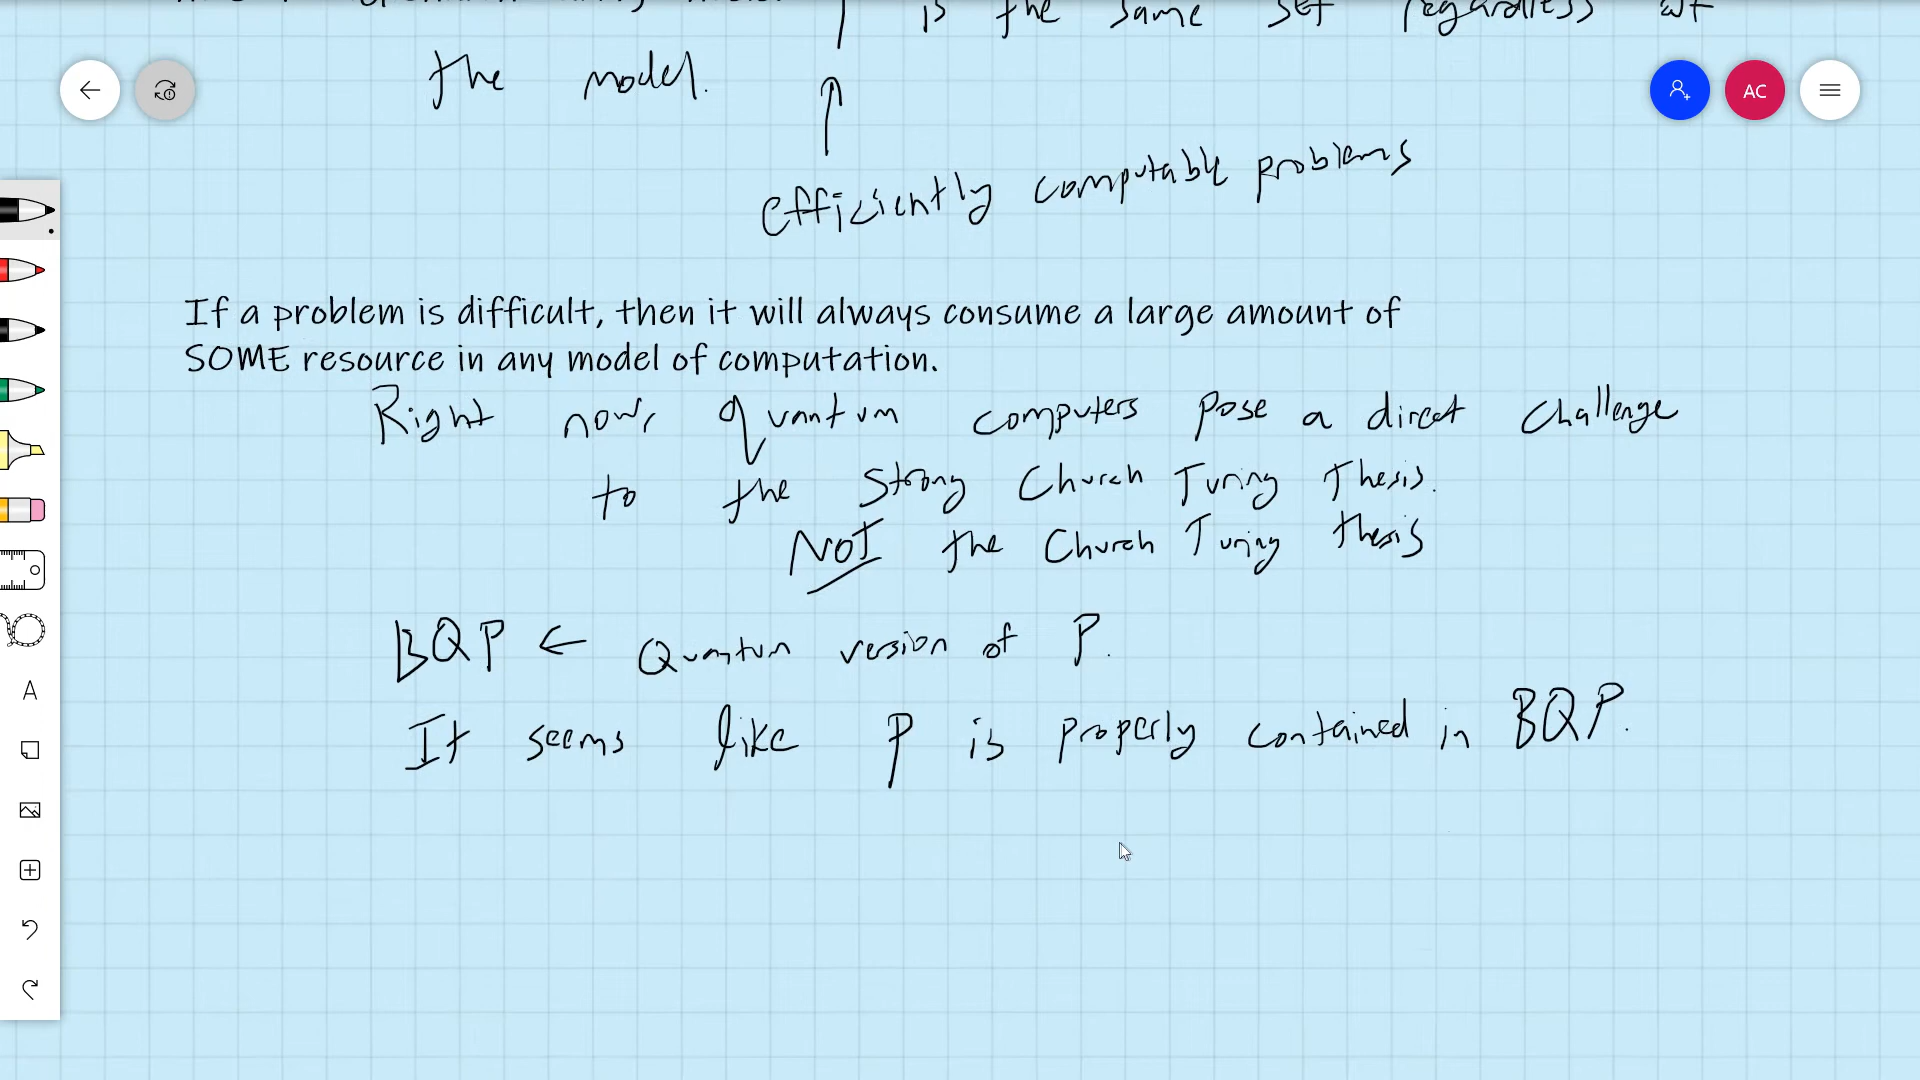 is the same set regardless of
the model.
AC
efficiently computable problems
If a problem is difficult, then it will always consume a large amount of
SOME resource in any model of computation.
Right now, quantum computers pose a direct challenge
to the Strong Church Turing Thesis.
NOT the Church Turing thesis
BQP ← Quantum version of P.
It seems like P is properly contained in BQP.
A